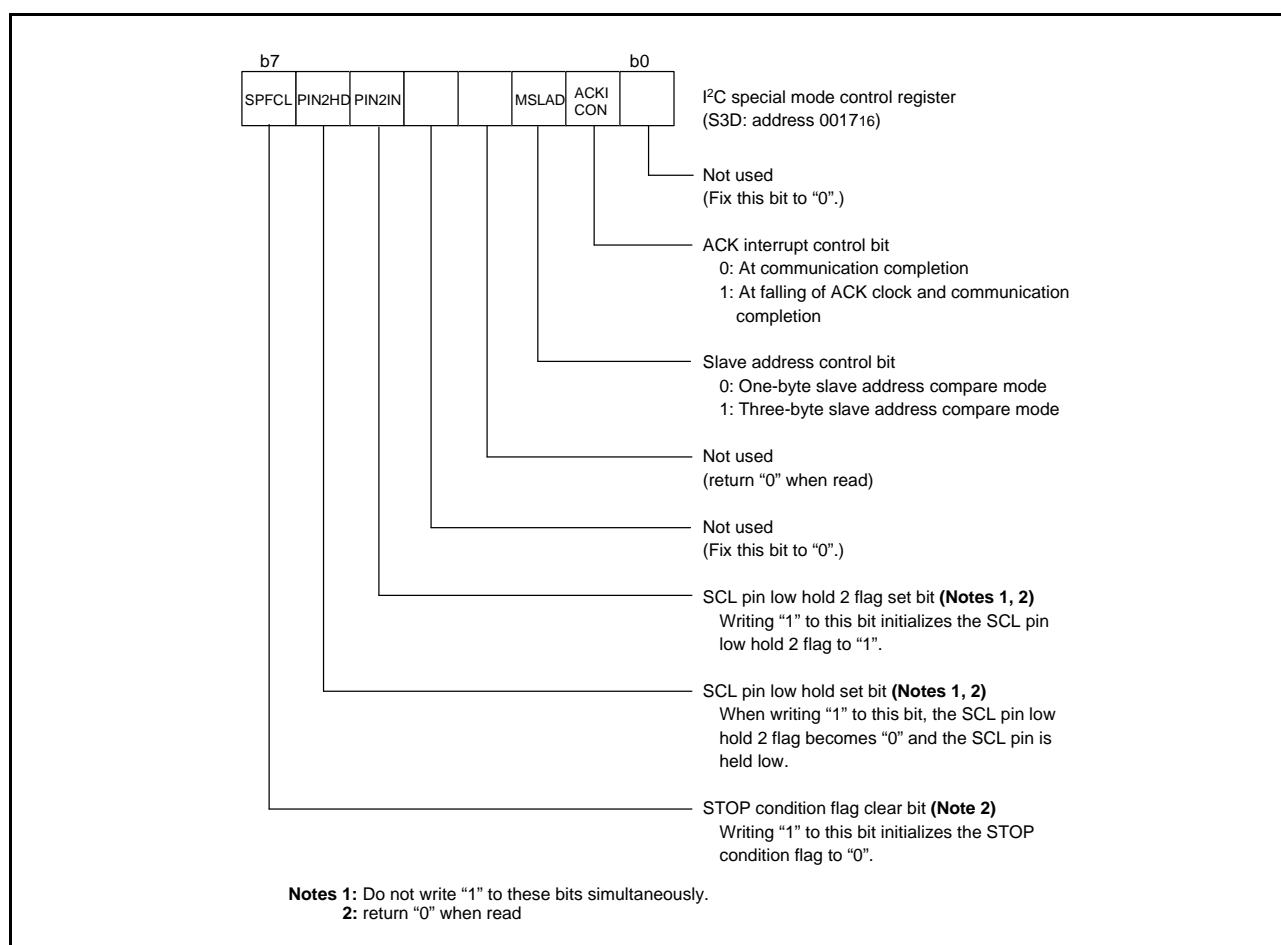 b7 b0
SPFCL PIN2HD PIN2IN MSLAD ACKI
CON
I2C special mode control register
(S3D: address 001716)
Not used
(Fix this bit to “0”.)
ACK interrupt control bit
0: At communication completion
1: At falling of ACK clock and communication
completion
Slave address control bit
0: One-byte slave address compare mode
1: Three-byte slave address compare mode
Not used
(return “0” when read)
Not used
(Fix this bit to “0”.)
SCL pin low hold 2 flag set bit (Notes 1, 2)
Writing “1” to this bit initializes the SCL pin
low hold 2 flag to “1”.
SCL pin low hold set bit (Notes 1, 2)
When writing “1” to this bit, the SCL pin low
hold 2 flag becomes “0” and the SCL pin is
held low.
STOP condition flag clear bit (Note 2)
Writing “1” to this bit initializes the STOP
condition flag to “0”.
Notes 1: Do not write “1” to these bits simultaneously.
2: return “0” when read